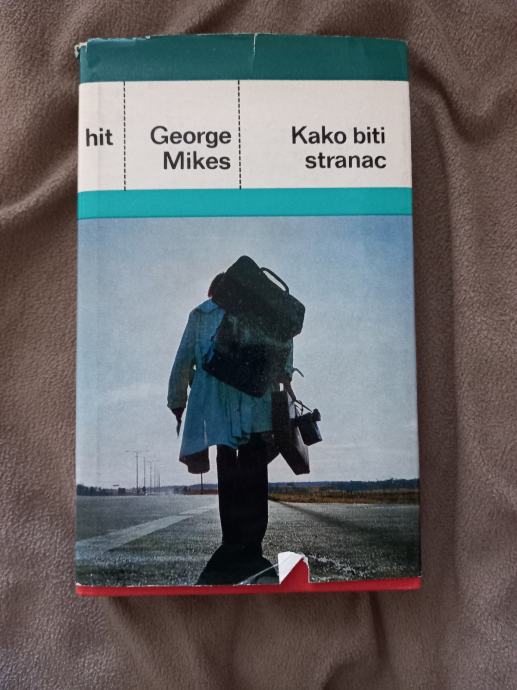 hit
George
Mikes
Kako biti
stranac